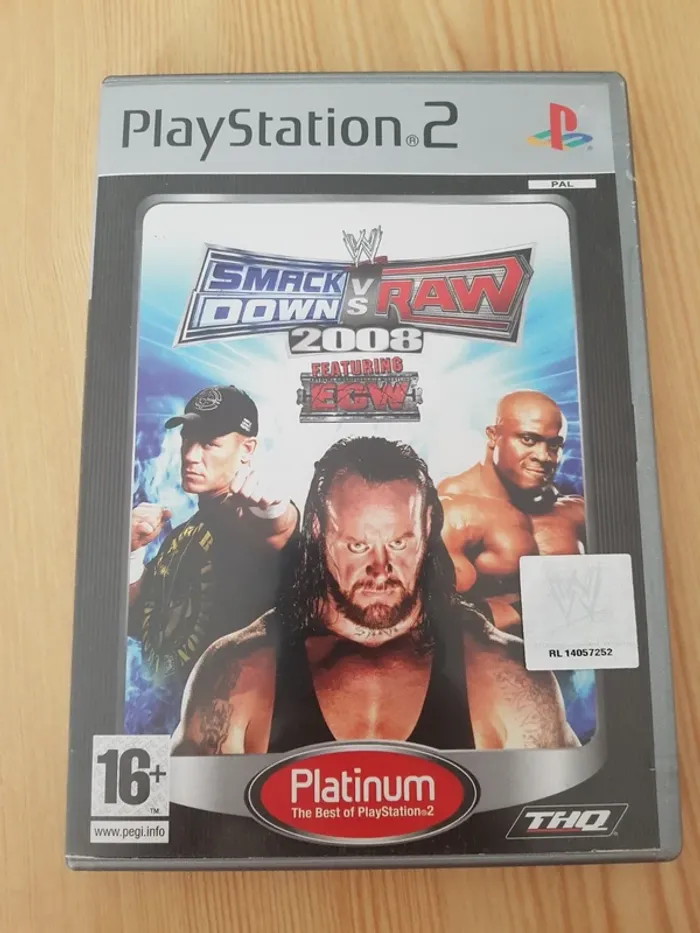 PlayStation®2
PAL
W
SMACK
DOWN
VS
RAW
2008
FEATURING
ECW
W
RL 14057252
16+
TM
www.pegi.info
Platinum
The Best of PlayStation®2
THQ